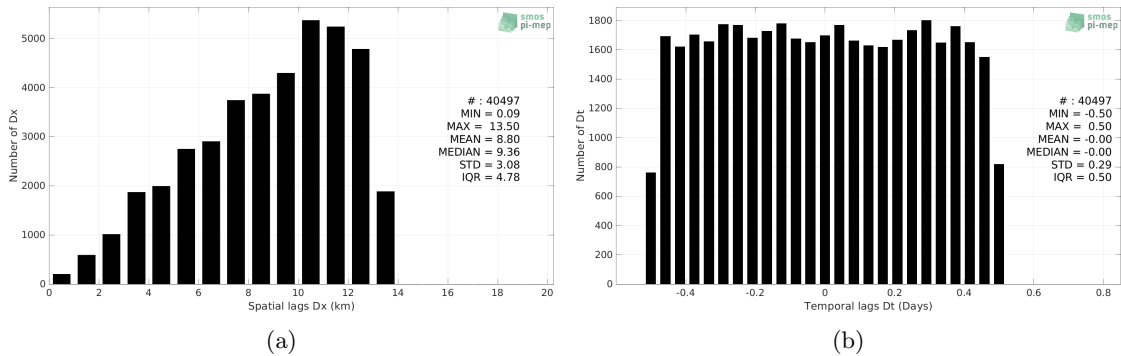 smos
pi-mep
5000
4000
3000
2000
1000
0
Number of Dx
# : 40497
MIN = 0.09
MAX = 13.50
MEAN = 8.80
MEDIAN = 9.36
STD = 3.08
IQR = 4.78
0 2 4 6 8 10 12 14 16 18 20
Spatial lags Dx (km)
(a)
smos
pi-mep
1800
1600
1400
1200
1000
800
600
400
200
0
Number of Dt
# : 40497
MIN = -0.50
MAX = 0.50
MEAN = -0.00
MEDIAN = -0.00
STD = 0.29
IQR = 0.50
-0.4 -0.2 0 0.2 0.4 0.6 0.8
Temporal lags Dt (Days)
(b)